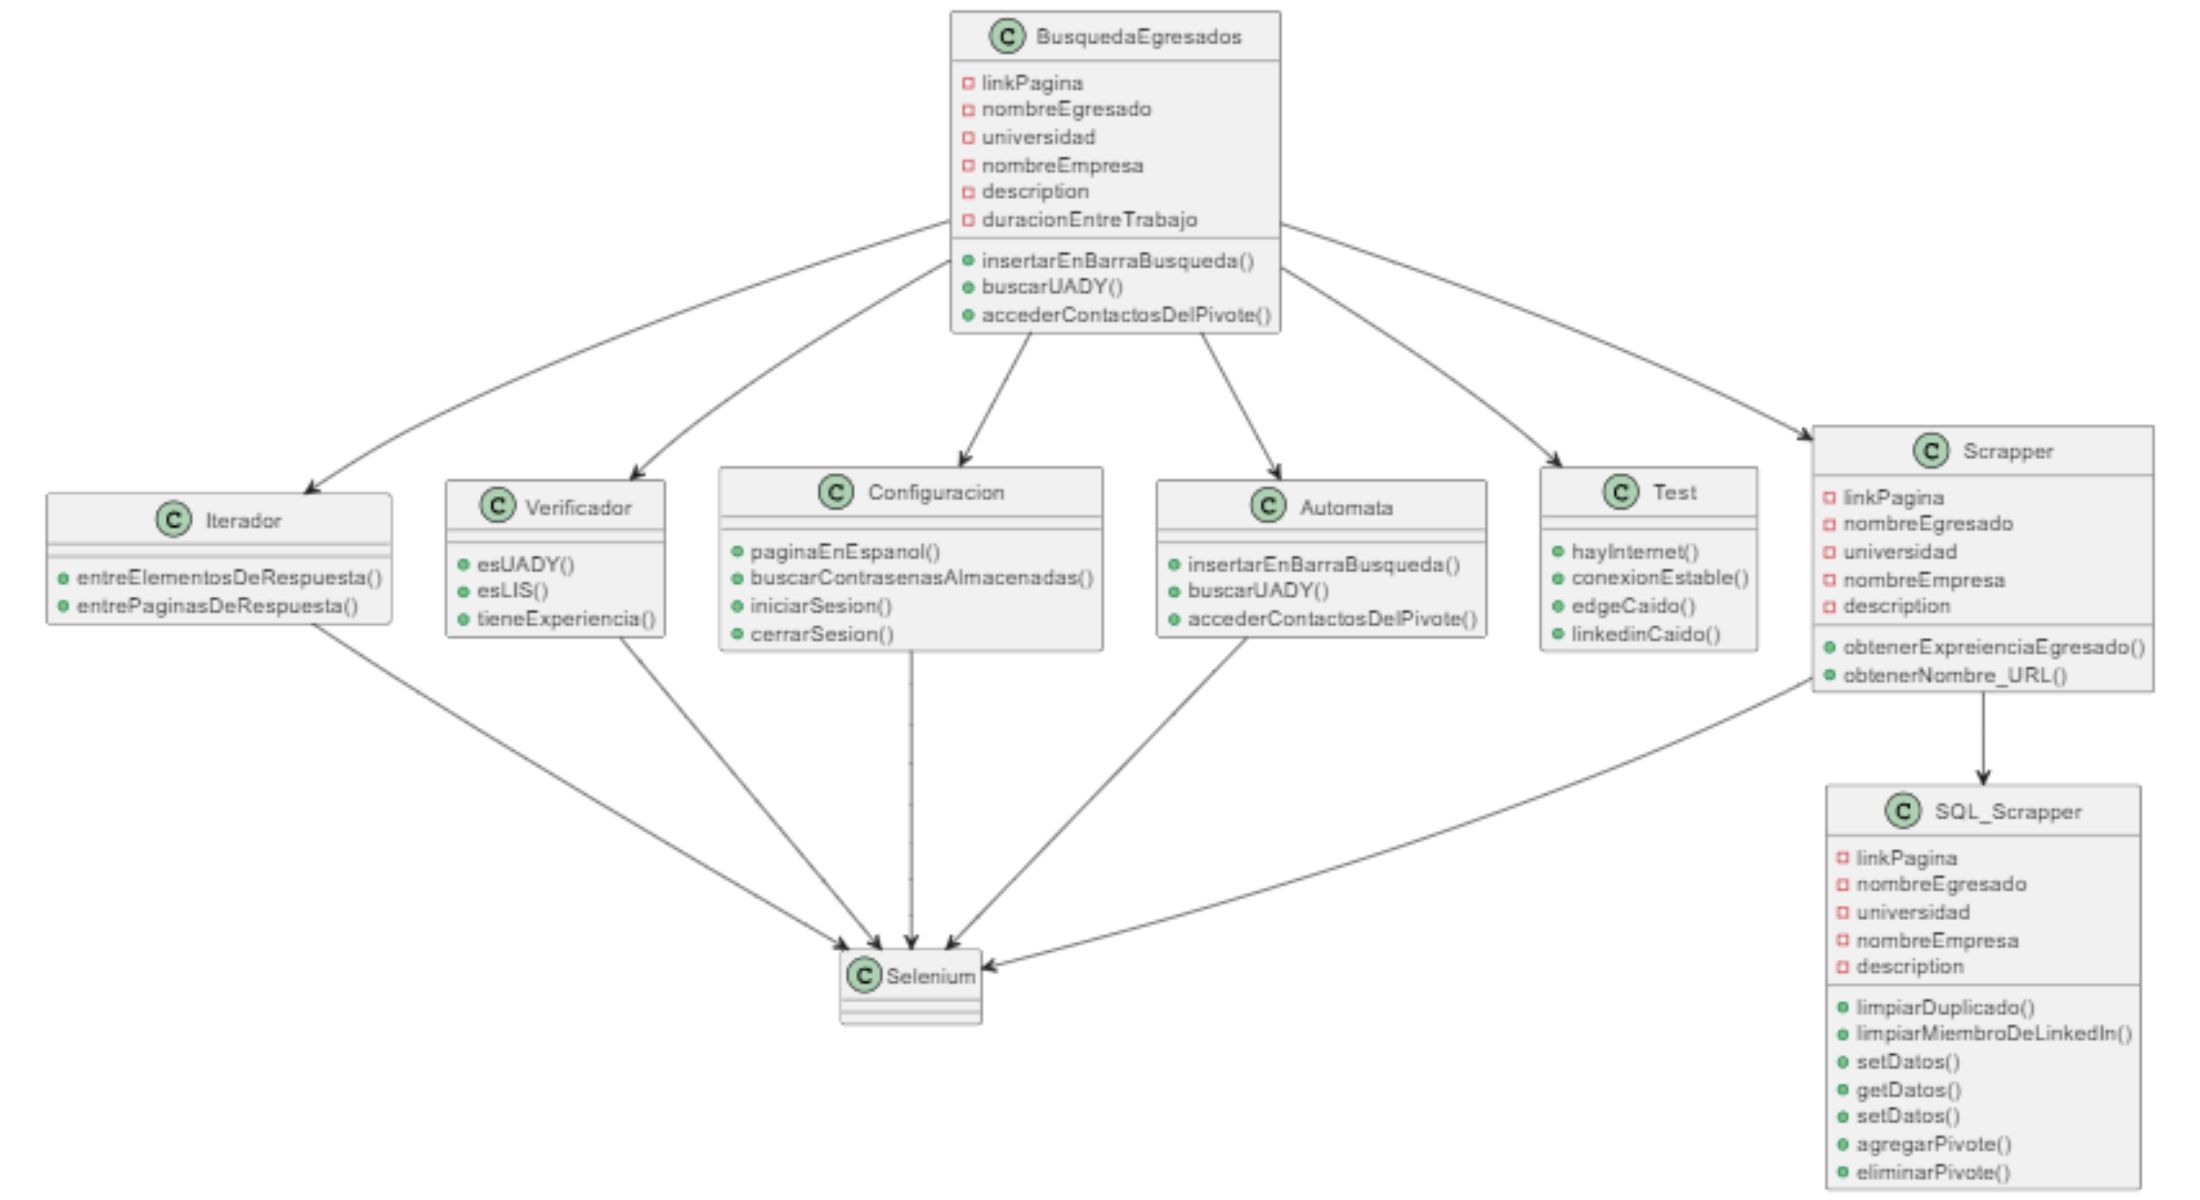 C BusquedaEgresados
linkPagina
nombreEgresado
universidad
nombreEmpresa
description
duracionEntreTrabajo
insertarEnBarraBusqueda()
buscarUADY()
accederContactosDelPivote()
C Iterador
entreElementosDeRespuesta()
entrePaginasDeRespuesta()
C Verificador
esUADY()
esLIS()
tieneExperiencia()
C Configuracion
paginaEnEspanol()
buscarContrasenasAlmacenadas()
iniciarSesion()
cerrarSesion()
C Automata
insertarEnBarraBusqueda()
buscarUADY()
accederContactosDelPivote()
C Test
hayInternet()
conexionEstable()
edgeCaido()
linkedinCaido()
C Scrapper
linkPagina
nombreEgresado
universidad
nombreEmpresa
description
obtenerExpreienciaEgresado()
obtenerNombre_URL()
C Selenium
C SQL_Scrapper
linkPagina
nombreEgresado
universidad
nombreEmpresa
description
limpiarDuplicado()
limpiarMiembroDeLinkedIn()
setDatos()
getDatos()
setDatos()
agregarPivote()
eliminarPivote()